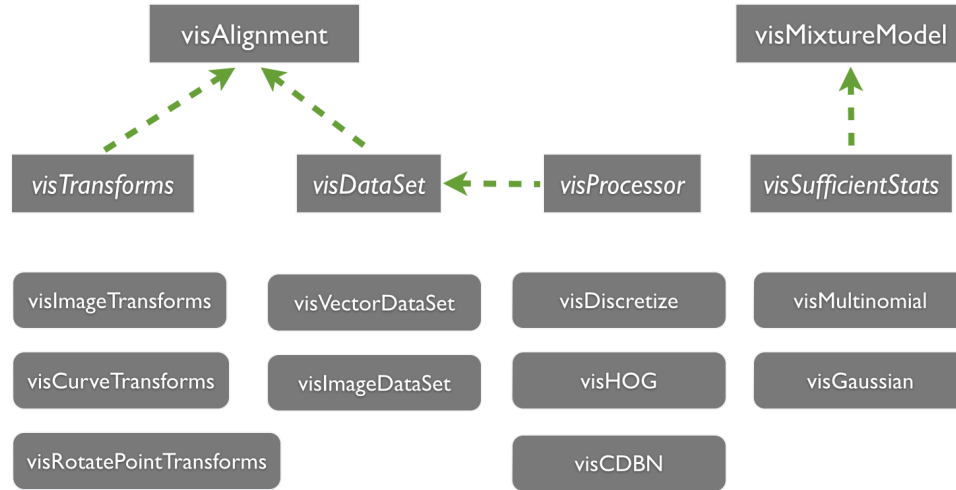 visAlignment
visMixtureModel
visTransforms
visDataSet
visProcessor
visSufficientStats
visImageTransforms
visVectorDataSet
visDiscretize
visMultinomial
visCurveTransforms
visImageDataSet
visHOG
visGaussian
visRotatePointTransforms
visCDBN